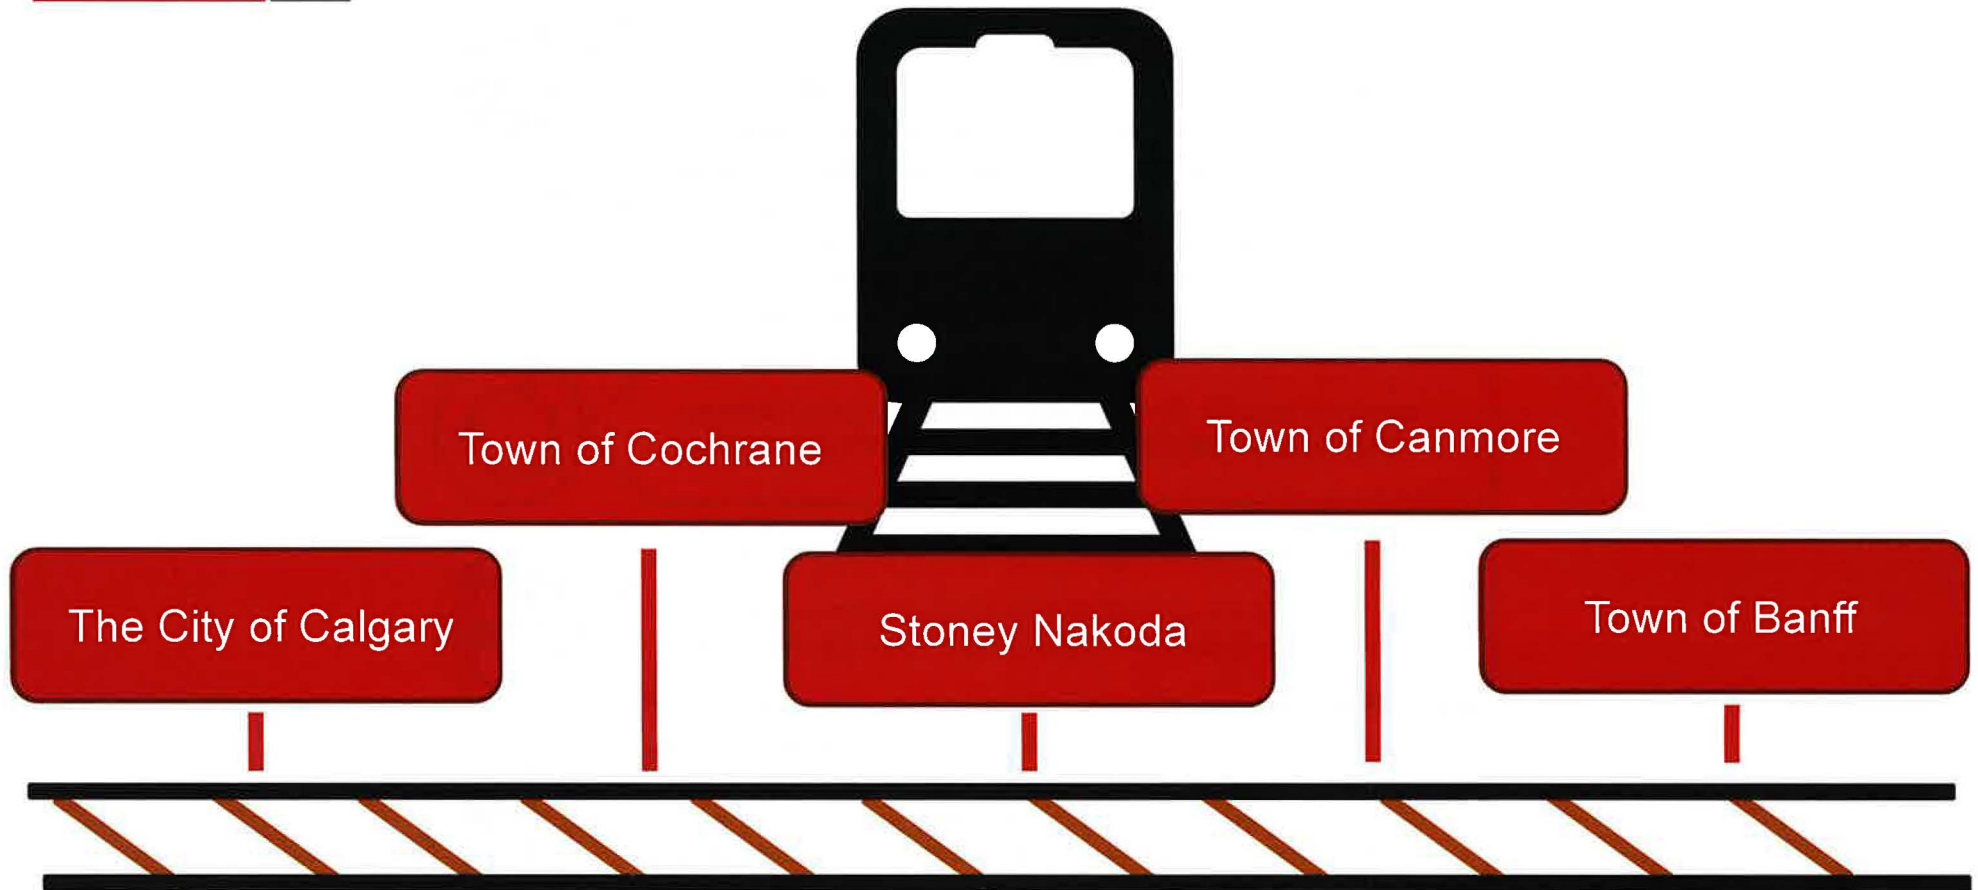 Town of Cochrane
Town of Canmore
The City of Calgary
Stoney Nakoda
Town of Banff